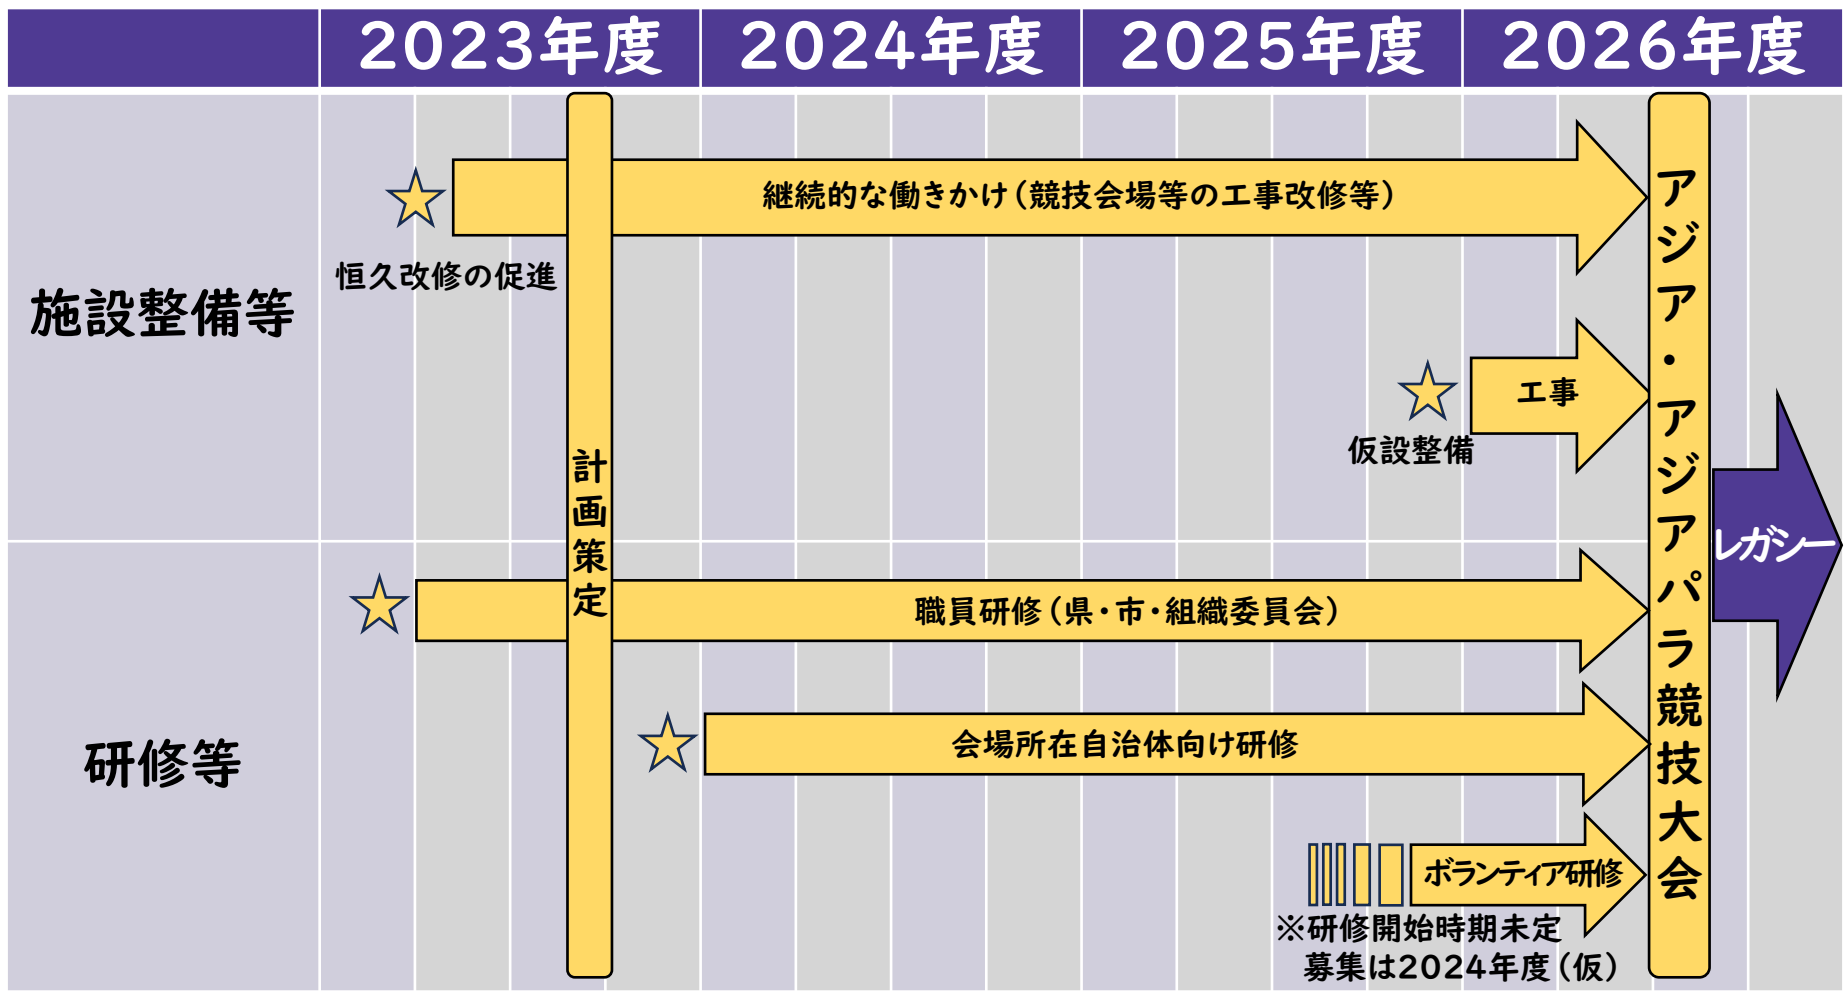 2023年度
2024年度
2025年度
2026年度
施設整備等
継続的な働きかけ(競技会場等の工事改修等)
恒久改修の促進
工事
仮設整備
計画策定
アジア・アジアパラ競技大会
レガシー
研修等
職員研修(県・市・組織委員会)
会場所在自治体向け研修
ボランティア研修
※研修開始時期未定
募集は2024年度(仮)